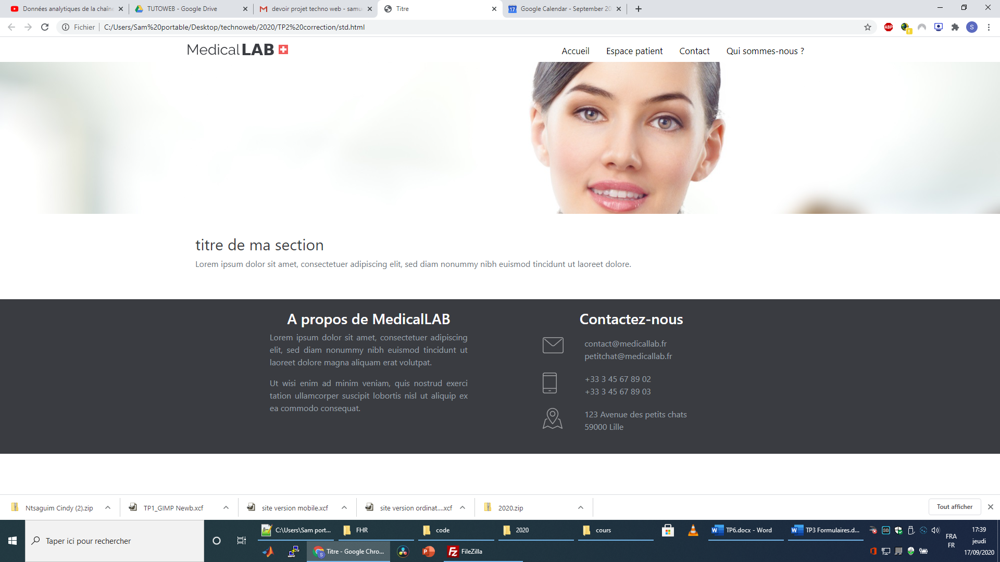 Données analytiques de la chaîne
TUTOWEB - Google Drive
devoir projet techno web - samu
Titre
Google Calendar - September 20
17
Fichier
C:/Users/Sam%20portable/Desktop/technoweb/2020/TP2%20correction/std.html
ABP
S
Medical LAB
Accueil
Espace patient
Contact
Qui sommes-nous ?
titre de ma section
Lorem ipsum dolor sit amet, consectetuer adipiscing elit, sed diam nonummy nibh euismod tincidunt ut laoreet dolore.
A propos de MedicalLAB
Lorem ipsum dolor sit amet, consectetuer adipiscing
elit, sed diam nonummy nibh euismod tincidunt ut
laoreet dolore magna aliquam erat volutpat.
Ut wisi enim ad minim veniam, quis nostrud exerci
tation ullamcorper suscipit lobortis nisl ut aliquip ex
ea commodo consequat.
Contactez-nous
contact@medicallab.fr
petitchat@medicallab.fr
+33 3 45 67 89 02
+33 3 45 67 89 03
123 Avenue des petits chats
59000 Lille
Ntsaguim Cindy (2).zip
TP1_GIMP Newb.xcf
site version mobile.xcf
site version ordinat....xcf
2020.zip
Tout afficher
Taper ici pour rechercher
C:\Users\Sam port...
FHR
code
2020
cours
TP6.docx - Word
TP3 Formulaires.d...
Titre - Google Chro...
FileZilla
FRA
FR
17:39
jeudi
17/09/2020